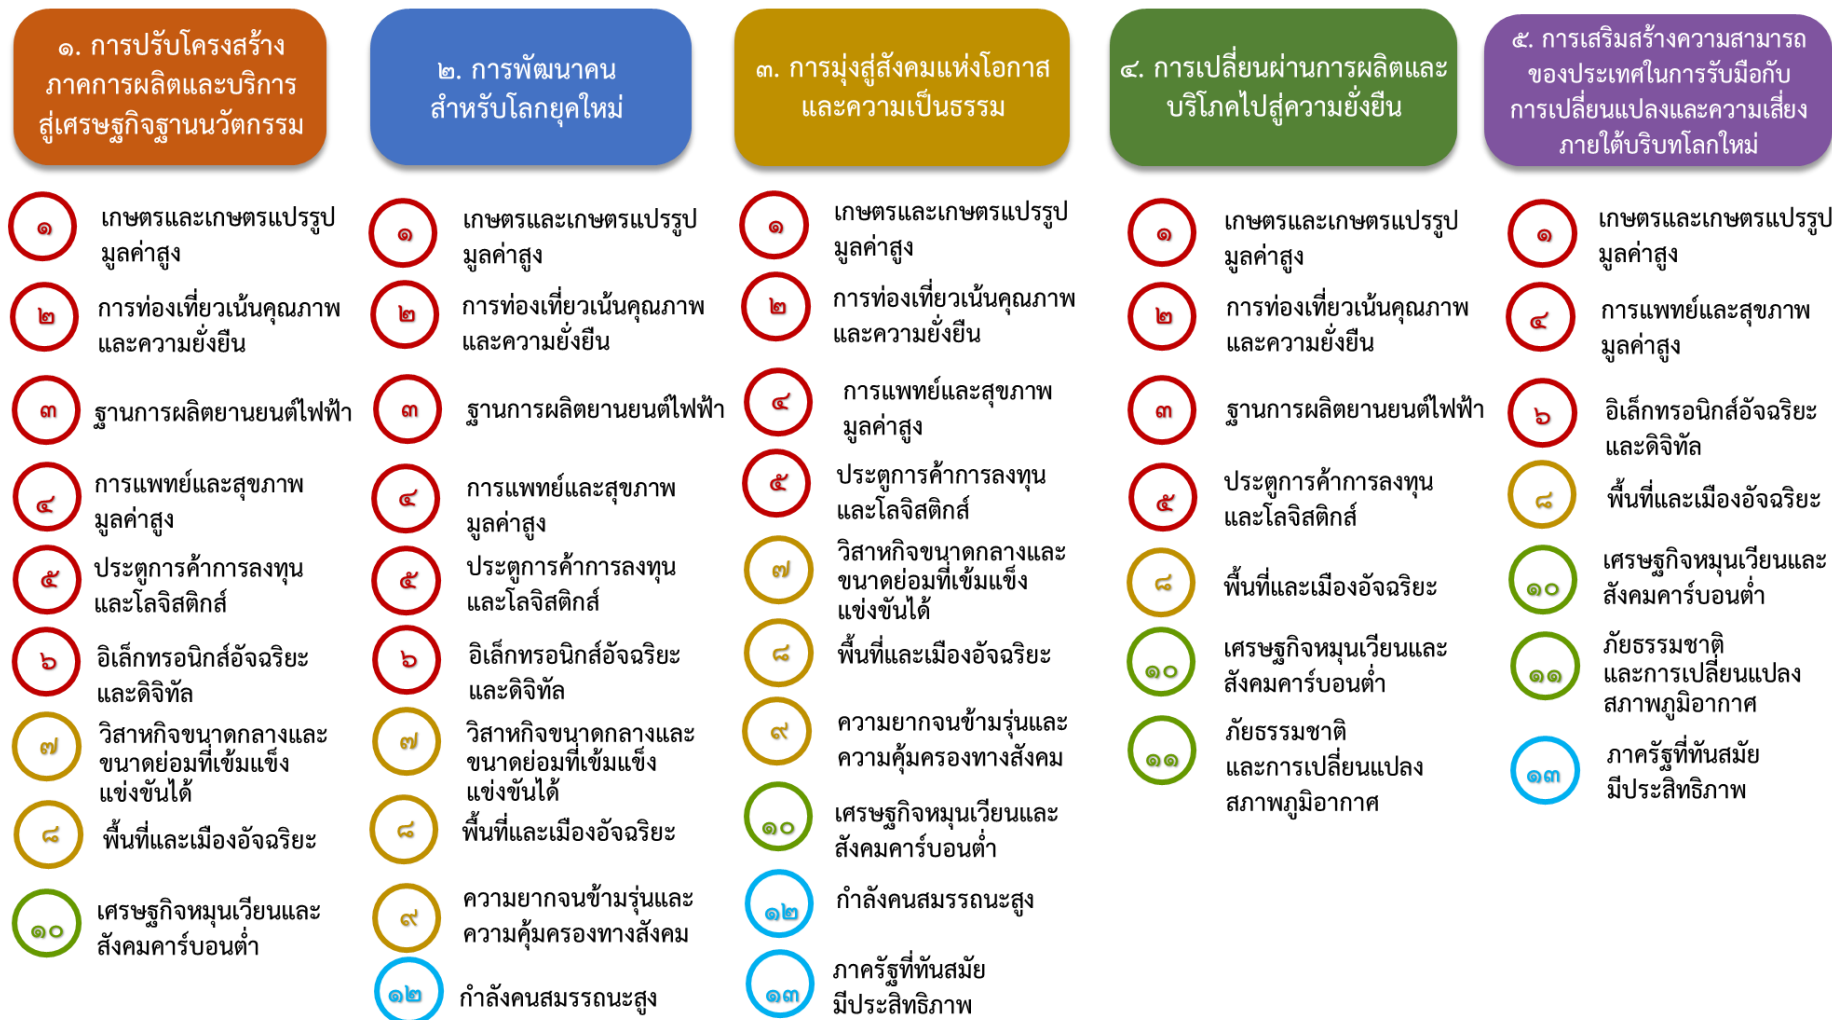 ๑. การปรับโครงสร้าง
ภาคการผลิตและบริการ
สู่เศรษฐกิจฐานนวัตกรรม
๑
เกษตรและเกษตรแปรรูป
มูลค่าสูง
๒
การท่องเที่ยวเน้นคุณภาพ
และความยั่งยืน
๓
ฐานการผลิตยานยนต์ไฟฟ้า
๔
การแพทย์และสุขภาพ
มูลค่าสูง
๕
ประตูการค้าการลงทุน
และโลจิสติกส์
๖
อิเล็กทรอนิกส์อัจฉริยะ
และดิจิทัล
๗
วิสาหกิจขนาดกลางและ
ขนาดย่อมที่เข้มแข็ง
แข่งขันได้
๘
พื้นที่และเมืองอัจฉริยะ
๑๐
เศรษฐกิจหมุนเวียนและ
สังคมคาร์บอนต่ำ
๒. การพัฒนาคน
สำหรับโลกยุคใหม่
๑
เกษตรและเกษตรแปรรูป
มูลค่าสูง
๒
การท่องเที่ยวเน้นคุณภาพ
และความยั่งยืน
๓
ฐานการผลิตยานยนต์ไฟฟ้า
๔
การแพทย์และสุขภาพ
มูลค่าสูง
๕
ประตูการค้าการลงทุน
และโลจิสติกส์
๖
อิเล็กทรอนิกส์อัจฉริยะ
และดิจิทัล
๗
วิสาหกิจขนาดกลางและ
ขนาดย่อมที่เข้มแข็ง
แข่งขันได้
๘
พื้นที่และเมืองอัจฉริยะ
๙
ความยากจนข้ามรุ่นและ
ความคุ้มครองทางสังคม
๑๒
กำลังคนสมรรถนะสูง
๓. การมุ่งสู่สังคมแห่งโอกาส
และความเป็นธรรม
๑
เกษตรและเกษตรแปรรูป
มูลค่าสูง
๒
การท่องเที่ยวเน้นคุณภาพ
และความยั่งยืน
๔
การแพทย์และสุขภาพ
มูลค่าสูง
๕
ประตูการค้าการลงทุน
และโลจิสติกส์
๗
วิสาหกิจขนาดกลางและ
ขนาดย่อมที่เข้มแข็ง
แข่งขันได้
๘
พื้นที่และเมืองอัจฉริยะ
๙
ความยากจนข้ามรุ่นและ
ความคุ้มครองทางสังคม
๑๐
เศรษฐกิจหมุนเวียนและ
สังคมคาร์บอนต่ำ
๑๒
กำลังคนสมรรถนะสูง
๑๓
ภาครัฐที่ทันสมัย
มีประสิทธิภาพ
๔. การเปลี่ยนผ่านการผลิตและ
บริโภคไปสู่ความยั่งยืน
๑
เกษตรและเกษตรแปรรูป
มูลค่าสูง
๒
การท่องเที่ยวเน้นคุณภาพ
และความยั่งยืน
๓
ฐานการผลิตยานยนต์ไฟฟ้า
๕
ประตูการค้าการลงทุน
และโลจิสติกส์
๘
พื้นที่และเมืองอัจฉริยะ
๑๐
เศรษฐกิจหมุนเวียนและ
สังคมคาร์บอนต่ำ
๑๑
ภัยธรรมชาติ
และการเปลี่ยนแปลง
สภาพภูมิอากาศ
๕. การเสริมสร้างความสามารถ
ของประเทศในการรับมือกับ
การเปลี่ยนแปลงและความเสี่ยง
ภายใต้บริบทโลกใหม่
๑
เกษตรและเกษตรแปรรูป
มูลค่าสูง
๔
การแพทย์และสุขภาพ
มูลค่าสูง
๖
อิเล็กทรอนิกส์อัจฉริยะ
และดิจิทัล
๘
พื้นที่และเมืองอัจฉริยะ
๑๐
เศรษฐกิจหมุนเวียนและ
สังคมคาร์บอนต่ำ
๑๑
ภัยธรรมชาติ
และการเปลี่ยนแปลง
สภาพภูมิอากาศ
๑๓
ภาครัฐที่ทันสมัย
มีประสิทธิภาพ